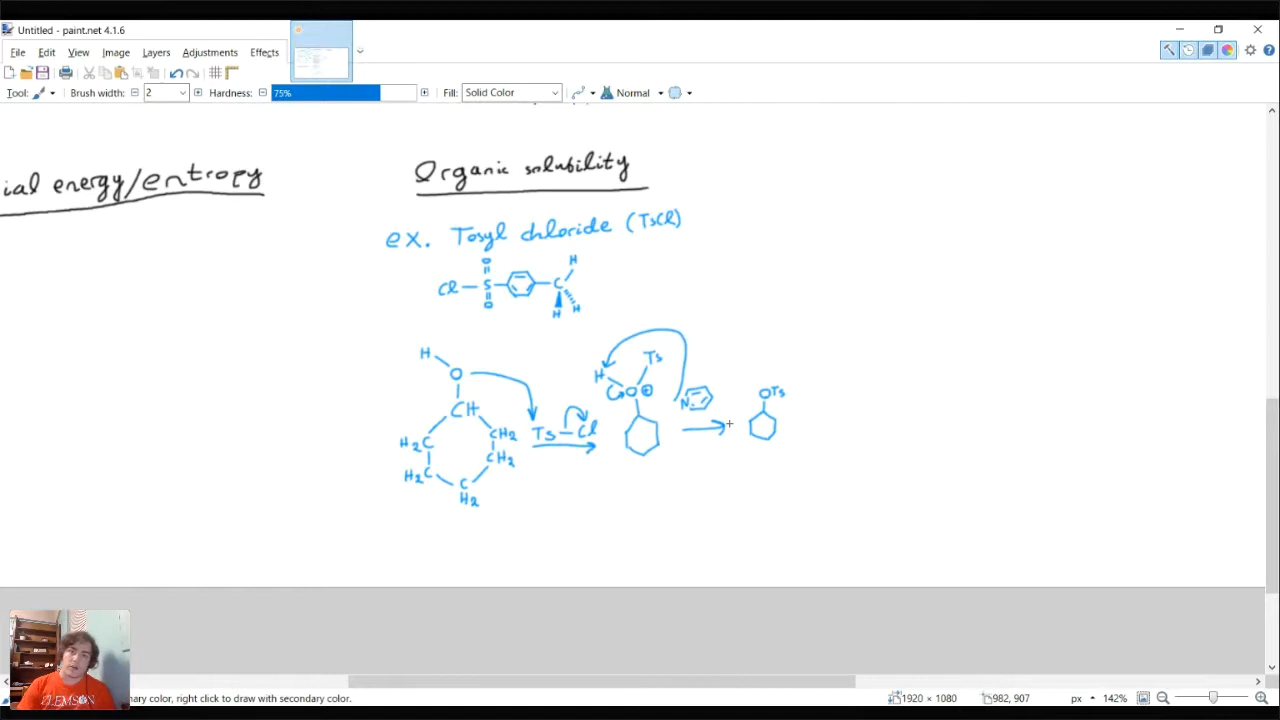 Untitled - paint.net 4.1.6
File Edit View Image Layers Adjustments Effects
Tool: Brush width: 2 Hardness: 75% Fill: Solid Color Normal
ial energy/entropy
Organic solubility
ex. Tosyl chloride (TsCl)
O H
Cl S C
O H H
H
O
CH
H2C CH2
H2C CH2
C
H2
Ts Cl
H Ts
O ⊕
N
OTs
CLEMSON
nary color, right click to draw with secondary color.
1920 × 1080
982, 907
px
142%